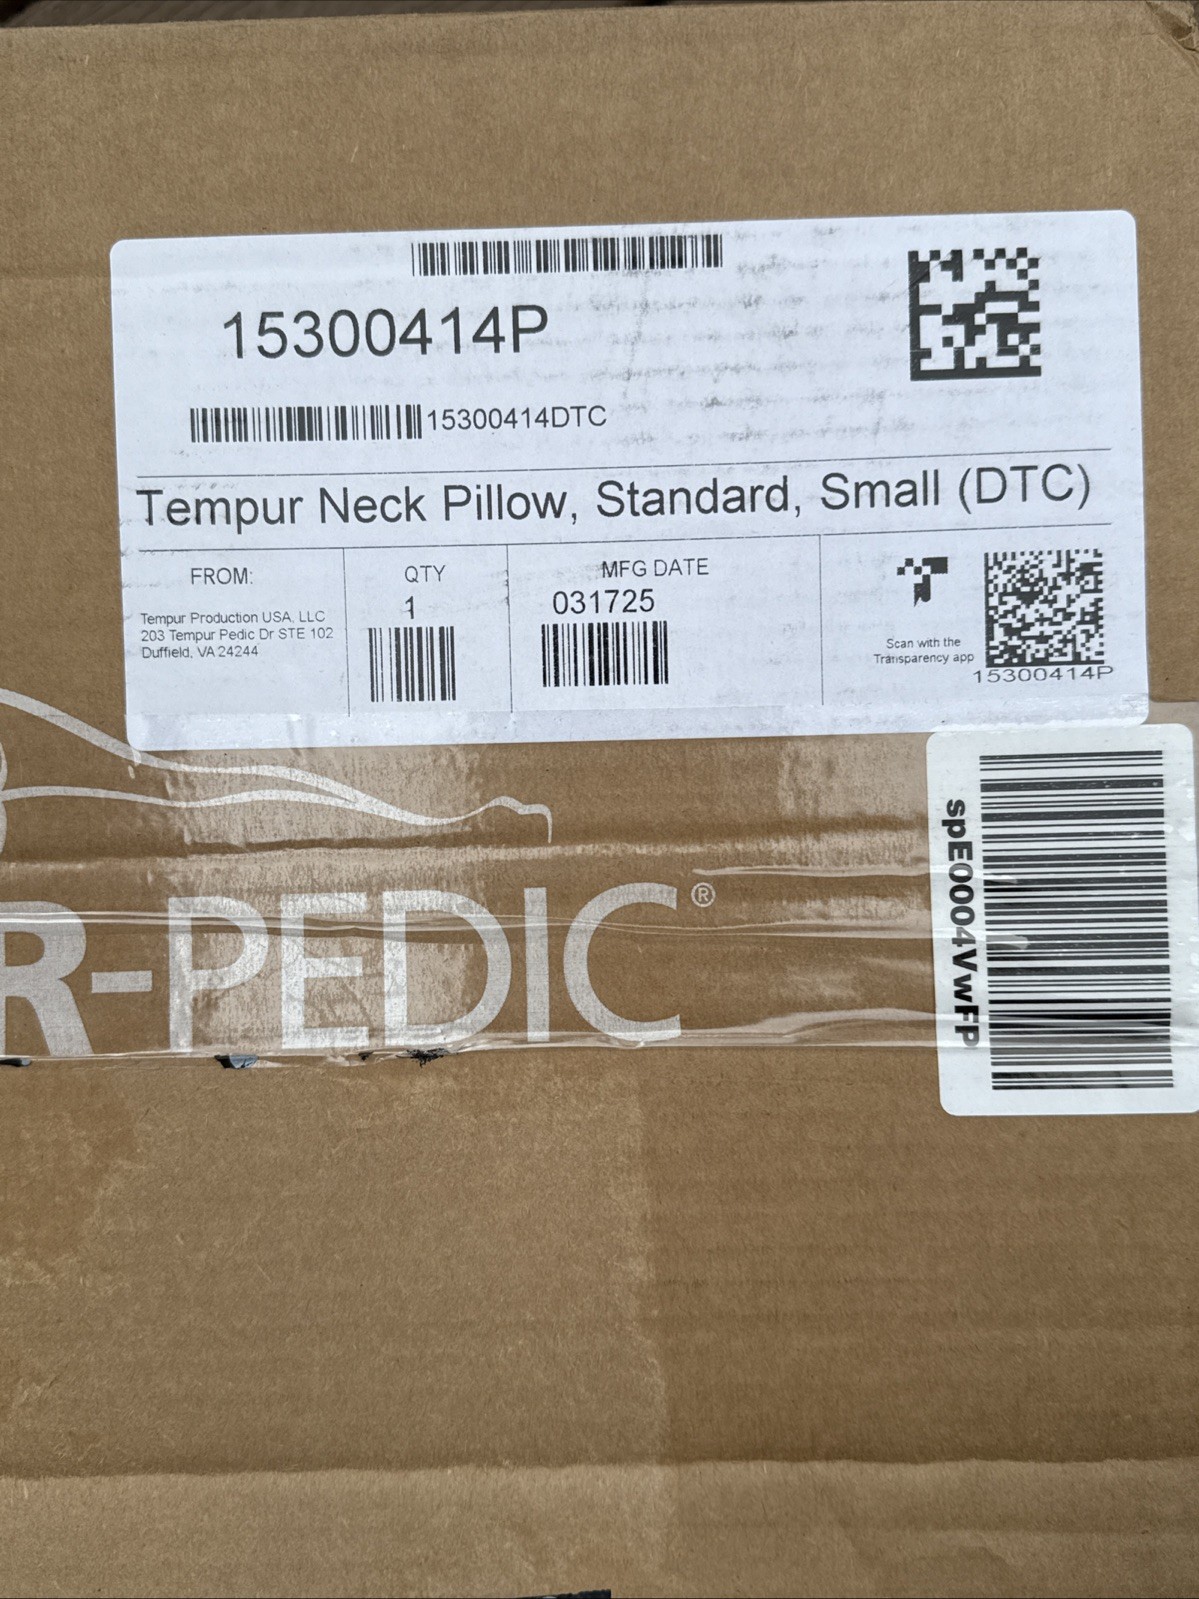 15300414P
15300414DTC
Tempur Neck Pillow, Standard, Small (DTC)
FROM:
Tempur Production USA, LLC
203 Tempur Pedic Dr STE 102
Duffield, VA 24244
QTY
1
MFG DATE
031725
Scan with the
Transparency app
15300414P
spE0004VwFP
R-PEDIC®